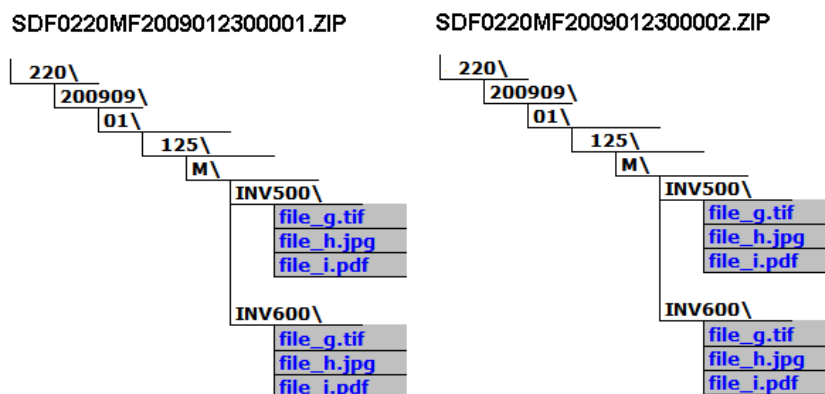 SDF0220MF2009012300001.ZIP
220\
200909\
01\
125\
M\
INV500\
file_g.tif
file_h.jpg
file_i.pdf
INV600\
file_g.tif
file_h.jpg
file_i.pdf
SDF0220MF2009012300002.ZIP
220\
200909\
01\
125\
M\
INV500\
file_g.tif
file_h.jpg
file_i.pdf
INV600\
file_g.tif
file_h.jpg
file_i.pdf